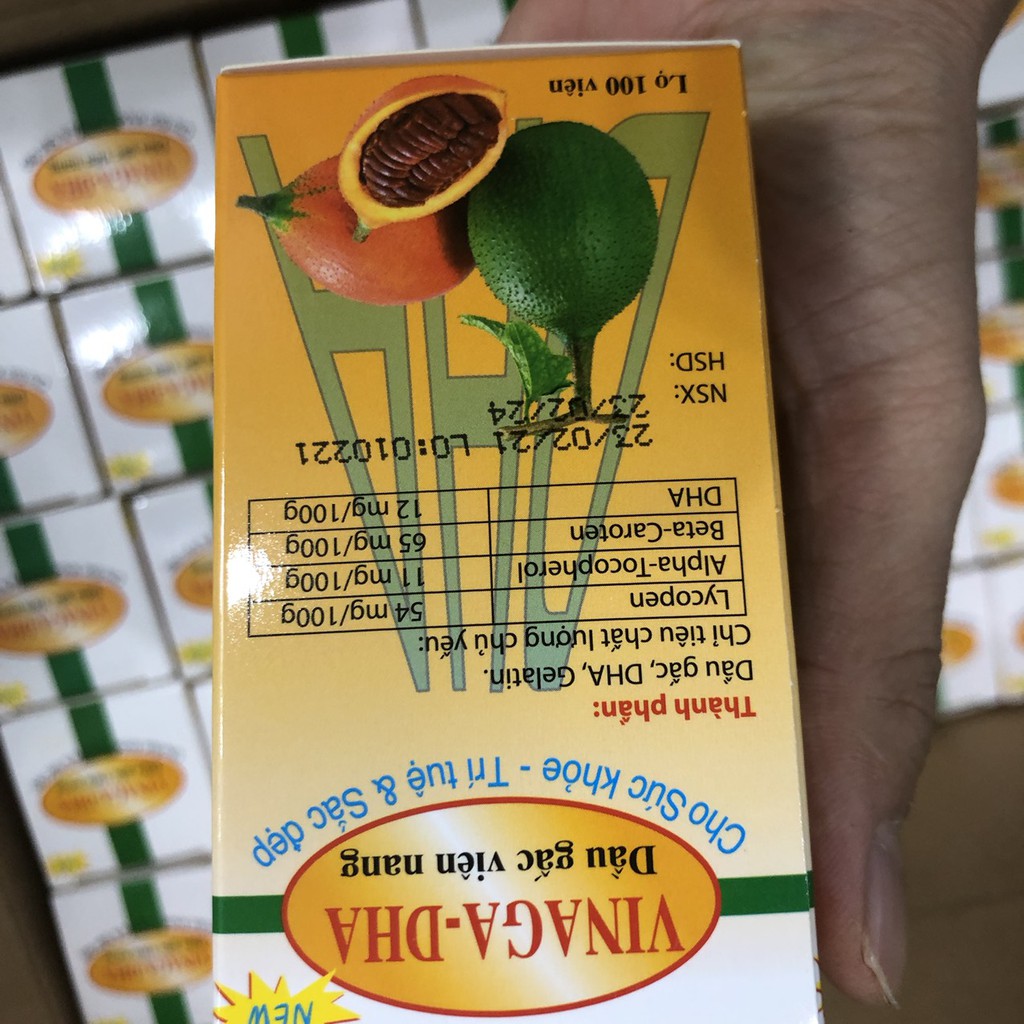 NEW
VINAGA-DHA
Dầu gấc viên nang
Cho Sức khỏe - Trí tuệ & Sắc đẹp
Thành phần:
Dầu gấc, DHA, Gelatin.
Chỉ tiêu chất lượng chủ yếu:
Lycopen 54 mg/100g
Alpha-Tocopherol 11 mg/100g
Beta-Caroten 65 mg/100g
DHA 12 mg/100g
23/02/21 LÔ:010221
NSX: 23/02/24
HSD:
Lọ 100 viên